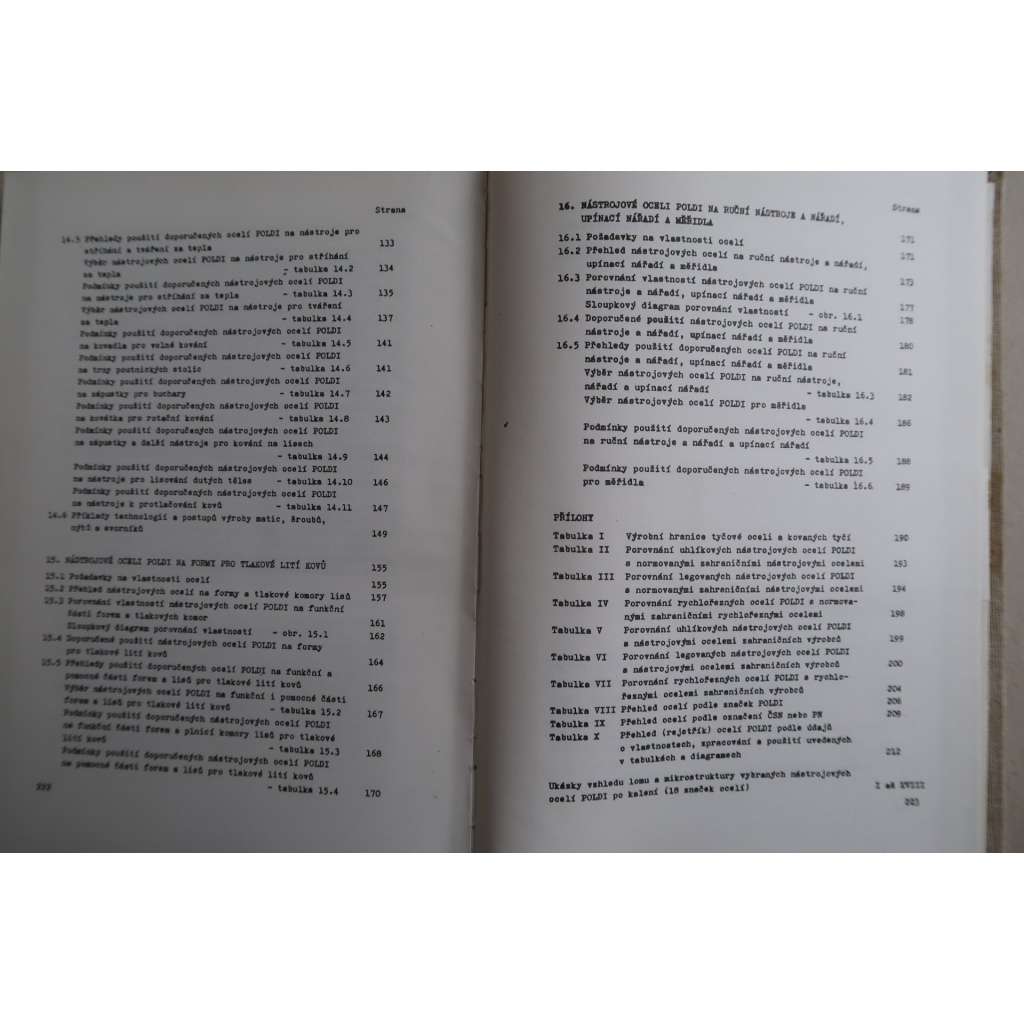 Strana
14.5 Přehledy použití doporučených ocelí POLDI na nástroje pro
stříhání a tváření za tepla 133
Výběr nástrojových ocelí POLDI na nástroje pro stříhání
za tepla - tabulka 14.2 134
Podmínky použití doporučených nástrojových ocelí POLDI
na nástroje pro stříhání za tepla - tabulka 14.3 135
Výběr nástrojových ocelí POLDI na nástroje pro tváření
za tepla - tabulka 14.4 137
Podmínky použití doporučených nástrojových ocelí POLDI
na kovadla pro volné kování - tabulka 14.5 141
Podmínky použití doporučených nástrojových ocelí POLDI
na trny poutnických stolic - tabulka 14.6 141
Podmínky použití doporučených nástrojových ocelí POLDI
na zápustky pro buchary - tabulka 14.7 142
Podmínky použití doporučených nástrojových ocelí POLDI
na kovátka pro rotační kování - tabulka 14.8 143
Podmínky použití doporučených nástrojových ocelí POLDI
na zápustky a další nástroje pro kování na lisech
- tabulka 14.9 144
Podmínky použití doporučených nástrojových ocelí POLDI
na nástroje pro lisování dutých těles - tabulka 14.10 146
Podmínky použití doporučených nástrojových ocelí POLDI
na nástroje k protlačování kovů - tabulka 14.11 147
14.6 Příklady technologií a postupů výroby matic, šroubů,
nýtů a svorníků 149
15. NÁSTROJOVÉ OCELI POLDI NA FORMY PRO TLAKOVÉ LITÍ KOVŮ 155
15.1 Požadavky na vlastnosti ocelí 155
15.2 Přehled nástrojových ocelí na formy a tlakové komory lisů 157
15.3 Porovnání vlastností nástrojových ocelí POLDI na funkční
části forem a tlakových komor 161
Sloupkový diagram porovnání vlastností - obr. 15.1 162
15.4 Doporučené použití nástrojových ocelí POLDI na formy
pro tlakové lití kovů 164
15.5 Přehledy použití doporučených ocelí POLDI na funkční a
pomocné části forem a lisů pro tlakové lití kovů 166
Výběr nástrojových ocelí POLDI na funkční i pomocné části
forem a lisů pro tlakové lití kovů - tabulka 15.2 167
Podmínky použití doporučených nástrojových ocelí POLDI
na funkční části forem a plnicí komory lisů pro tlakové
lití kovů - tabulka 15.3 168
Podmínky použití doporučených nástrojových ocelí POLDI
na pomocné části forem a lisů pro tlakové lití kovů
- tabulka 15.4 170
222
Strana
16. NÁSTROJOVÉ OCELI POLDI NA RUČNÍ NÁSTROJE A NÁŘADÍ,
UPÍNACÍ NÁŘADÍ A MĚŘIDLA 171
16.1 Požadavky na vlastnosti ocelí 171
16.2 Přehled nástrojových ocelí na ruční nástroje a nářadí,
upínací nářadí a měřidla 173
16.3 Porovnání vlastností nástrojových ocelí POLDI na ruční
nástroje a nářadí, upínací nářadí a měřidla 177
Sloupkový diagram porovnání vlastností - obr. 16.1 178
16.4 Doporučené použití nástrojových ocelí POLDI na ruční
nástroje a nářadí, upínací nářadí a měřidla 180
16.5 Přehledy použití doporučených ocelí POLDI na ruční
nástroje a nářadí, upínací nářadí a měřidla 181
Výběr nástrojových ocelí POLDI na ruční nástroje,
nářadí a upínací nářadí - tabulka 16.3 182
Výběr nástrojových ocelí POLDI pro měřidla
- tabulka 16.4 186
Podmínky použití doporučených nástrojových ocelí POLDI
na ruční nástroje a nářadí a upínací nářadí
- tabulka 16.5 188
Podmínky použití doporučených nástrojových ocelí POLDI
pro měřidla - tabulka 16.6 189
PŘÍLOHY
Tabulka I Výrobní hranice tyčové oceli a kovaných tyčí 190
Tabulka II Porovnání uhlíkových nástrojových ocelí POLDI
s normovanými zahraničními nástrojovými ocelemi 193
Tabulka III Porovnání legovaných nástrojových ocelí POLDI
s normovanými zahraničními nástrojovými ocelemi 194
Tabulka IV Porovnání rychlořezných ocelí POLDI s normova-
nými zahraničními rychlořeznými ocelemi 198
Tabulka V Porovnání uhlíkových nástrojových ocelí POLDI
s nástrojovými ocelemi zahraničních výrobců 199
Tabulka VI Porovnání legovaných nástrojových ocelí POLDI
s nástrojovými ocelemi zahraničních výrobců 200
Tabulka VII Porovnání rychlořezných ocelí POLDI s rychlo-
řeznými ocelemi zahraničních výrobců 204
Tabulka VIII Přehled ocelí podle značek POLDI 206
Tabulka IX Přehled ocelí podle označení ČSN nebo PN 209
Tabulka X Přehled (rejstřík) ocelí POLDI podle údajů
o vlastnostech, zpracování a použití uvedených
v tabulkách a diagramech 212
Ukázky vzhledu lomu a mikrostruktury vybraných nástrojových
ocelí POLDI po kalení (18 značek ocelí) I až XVIII
223